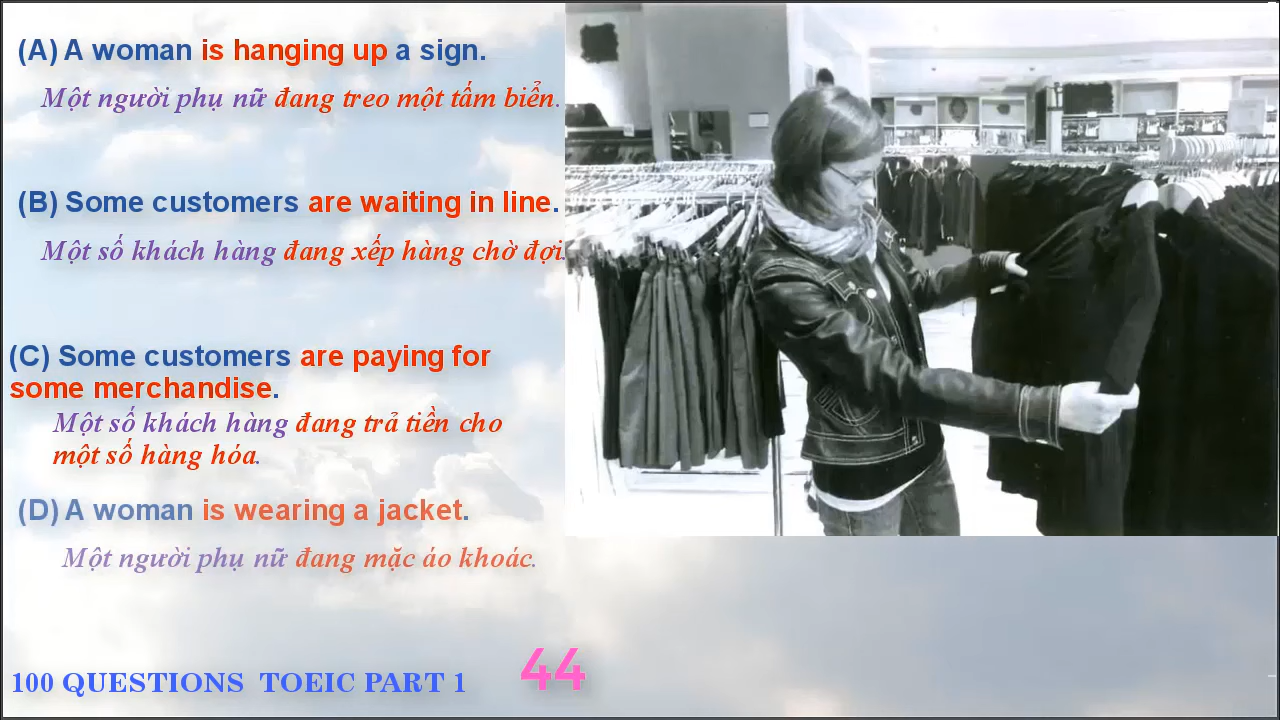 (A) A woman is hanging up a sign.
Một người phụ nữ đang treo một tấm biển.
(B) Some customers are waiting in line.
Một số khách hàng đang xếp hàng chờ đợi.
(C) Some customers are paying for
some merchandise.
Một số khách hàng đang trả tiền cho
một số hàng hóa.
(D) A woman is wearing a jacket.
Một người phụ nữ đang mặc áo khoác.
100 QUESTIONS TOEIC PART 1
44